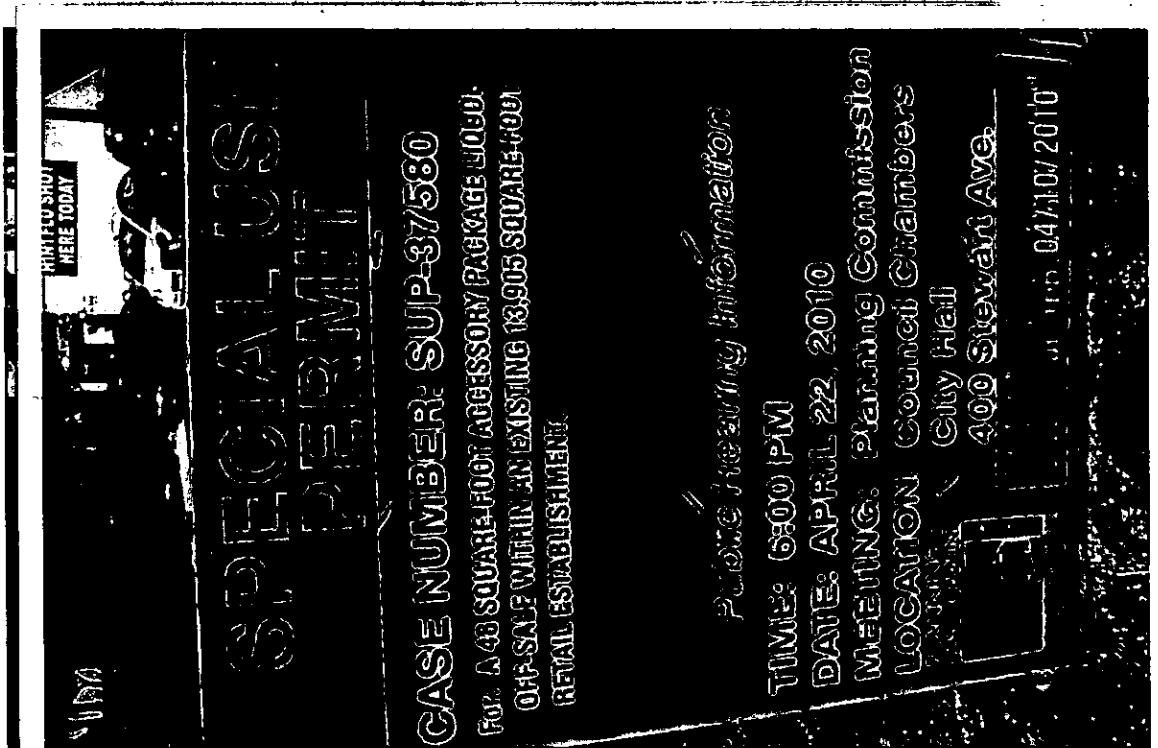 FLU SHOT
HERE TODAY
SPECIAL USE
PERMIT
CASE NUMBER: SUP-37580
FOR: A 48 SQUARE FOOT ACCESSORY PACKAGE LIQUOR
OFF-SALE WITHIN AN EXISTING 13,905 SQUARE FOOT
RETAIL ESTABLISHMENT
Public Hearing Information
TIME: 6:00 PM
DATE: APRIL 22, 2010
MEETING: Planning Commission
LOCATION Council Chambers
City Hall
400 Stewart Ave.
04/10/2010